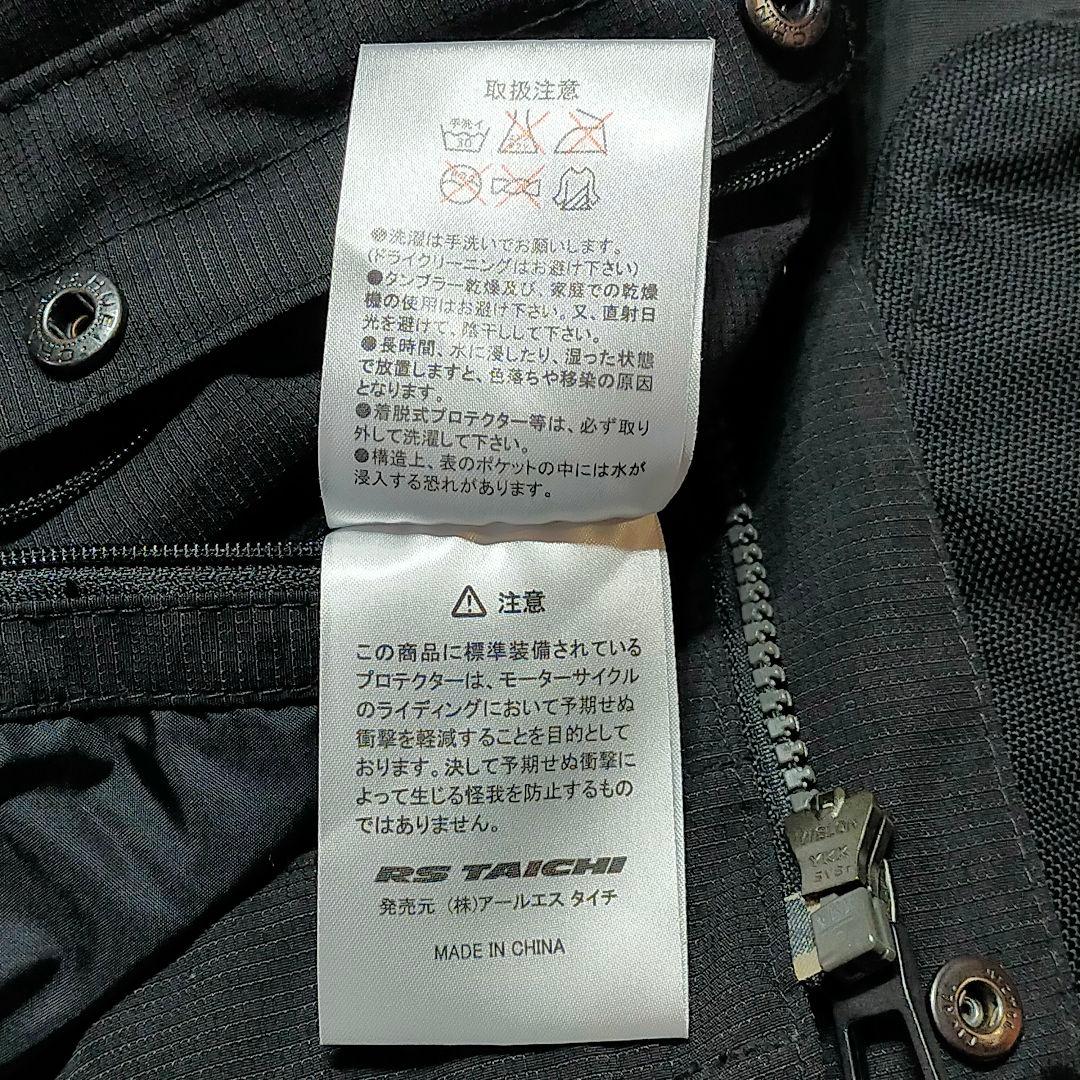 取扱注意
手洗イ
30
洗濯は手洗いでお願いします。
(ドライクリーニングはお避け下さい)
●タンブラー乾燥及び、家庭での乾燥
機の使用はお避け下さい。又、直射日
光を避けて、陰干しして下さい。
●長時間、水に浸したり、湿った状態
で放置しますと、色落ちや移染の原因
となります。
●着脱式プロテクター等は、必ず取り
外して洗濯して下さい。
●構造上、表のポケットの中には水が
浸入する恐れがあります。
注意
この商品に標準装備されている
プロテクターは、モーターサイクル
のライディングにおいて予期せぬ
衝撃を軽減することを目的として
おります。決して予期せぬ衝撃に
よって生じる怪我を防止するもの
ではありません。
RS TAICHI
発売元 (株)アールエス タイチ
MADE IN CHINA
VISLON
YKK